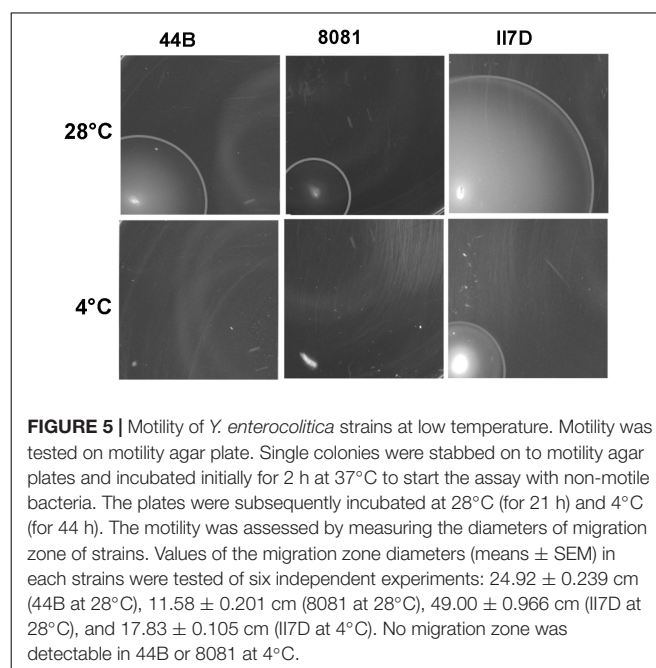 44B 8081 II7D
28°C
4°C
FIGURE 5 | Motility of Y. enterocolitica strains at low temperature. Motility was
tested on motility agar plate. Single colonies were stabbed on to motility agar
plates and incubated initially for 2 h at 37°C to start the assay with non-motile
bacteria. The plates were subsequently incubated at 28°C (for 21 h) and 4°C
(for 44 h). The motility was assessed by measuring the diameters of migration
zone of strains. Values of the migration zone diameters (means ± SEM) in
each strains were tested of six independent experiments: 24.92 ± 0.239 cm
(44B at 28°C), 11.58 ± 0.201 cm (8081 at 28°C), 49.00 ± 0.966 cm (II7D at
28°C), and 17.83 ± 0.105 cm (II7D at 4°C). No migration zone was
detectable in 44B or 8081 at 4°C.